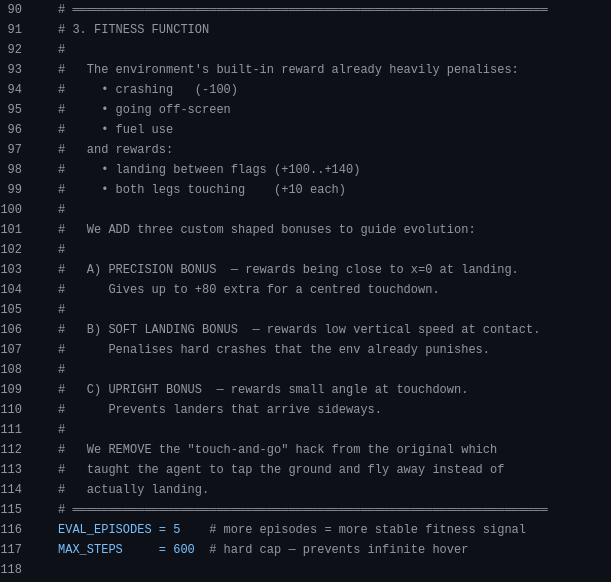 90 # ══════════════════════════════════════════════════════════════════
91 # 3. FITNESS FUNCTION
92 #
93 #   The environment's built-in reward already heavily penalises:
94 #     • crashing   (-100)
95 #     • going off-screen
96 #     • fuel use
97 #   and rewards:
98 #     • landing between flags (+100..+140)
99 #     • both legs touching    (+10 each)
100 #
101 #   We ADD three custom shaped bonuses to guide evolution:
102 #
103 #   A) PRECISION BONUS  — rewards being close to x=0 at landing.
104 #      Gives up to +80 extra for a centred touchdown.
105 #
106 #   B) SOFT LANDING BONUS  — rewards low vertical speed at contact.
107 #      Penalises hard crashes that the env already punishes.
108 #
109 #   C) UPRIGHT BONUS  — rewards small angle at touchdown.
110 #      Prevents landers that arrive sideways.
111 #
112 #   We REMOVE the "touch-and-go" hack from the original which
113 #   taught the agent to tap the ground and fly away instead of
114 #   actually landing.
115 # ══════════════════════════════════════════════════════════════════
116 EVAL_EPISODES = 5    # more episodes = more stable fitness signal
117 MAX_STEPS     = 600  # hard cap — prevents infinite hover
118